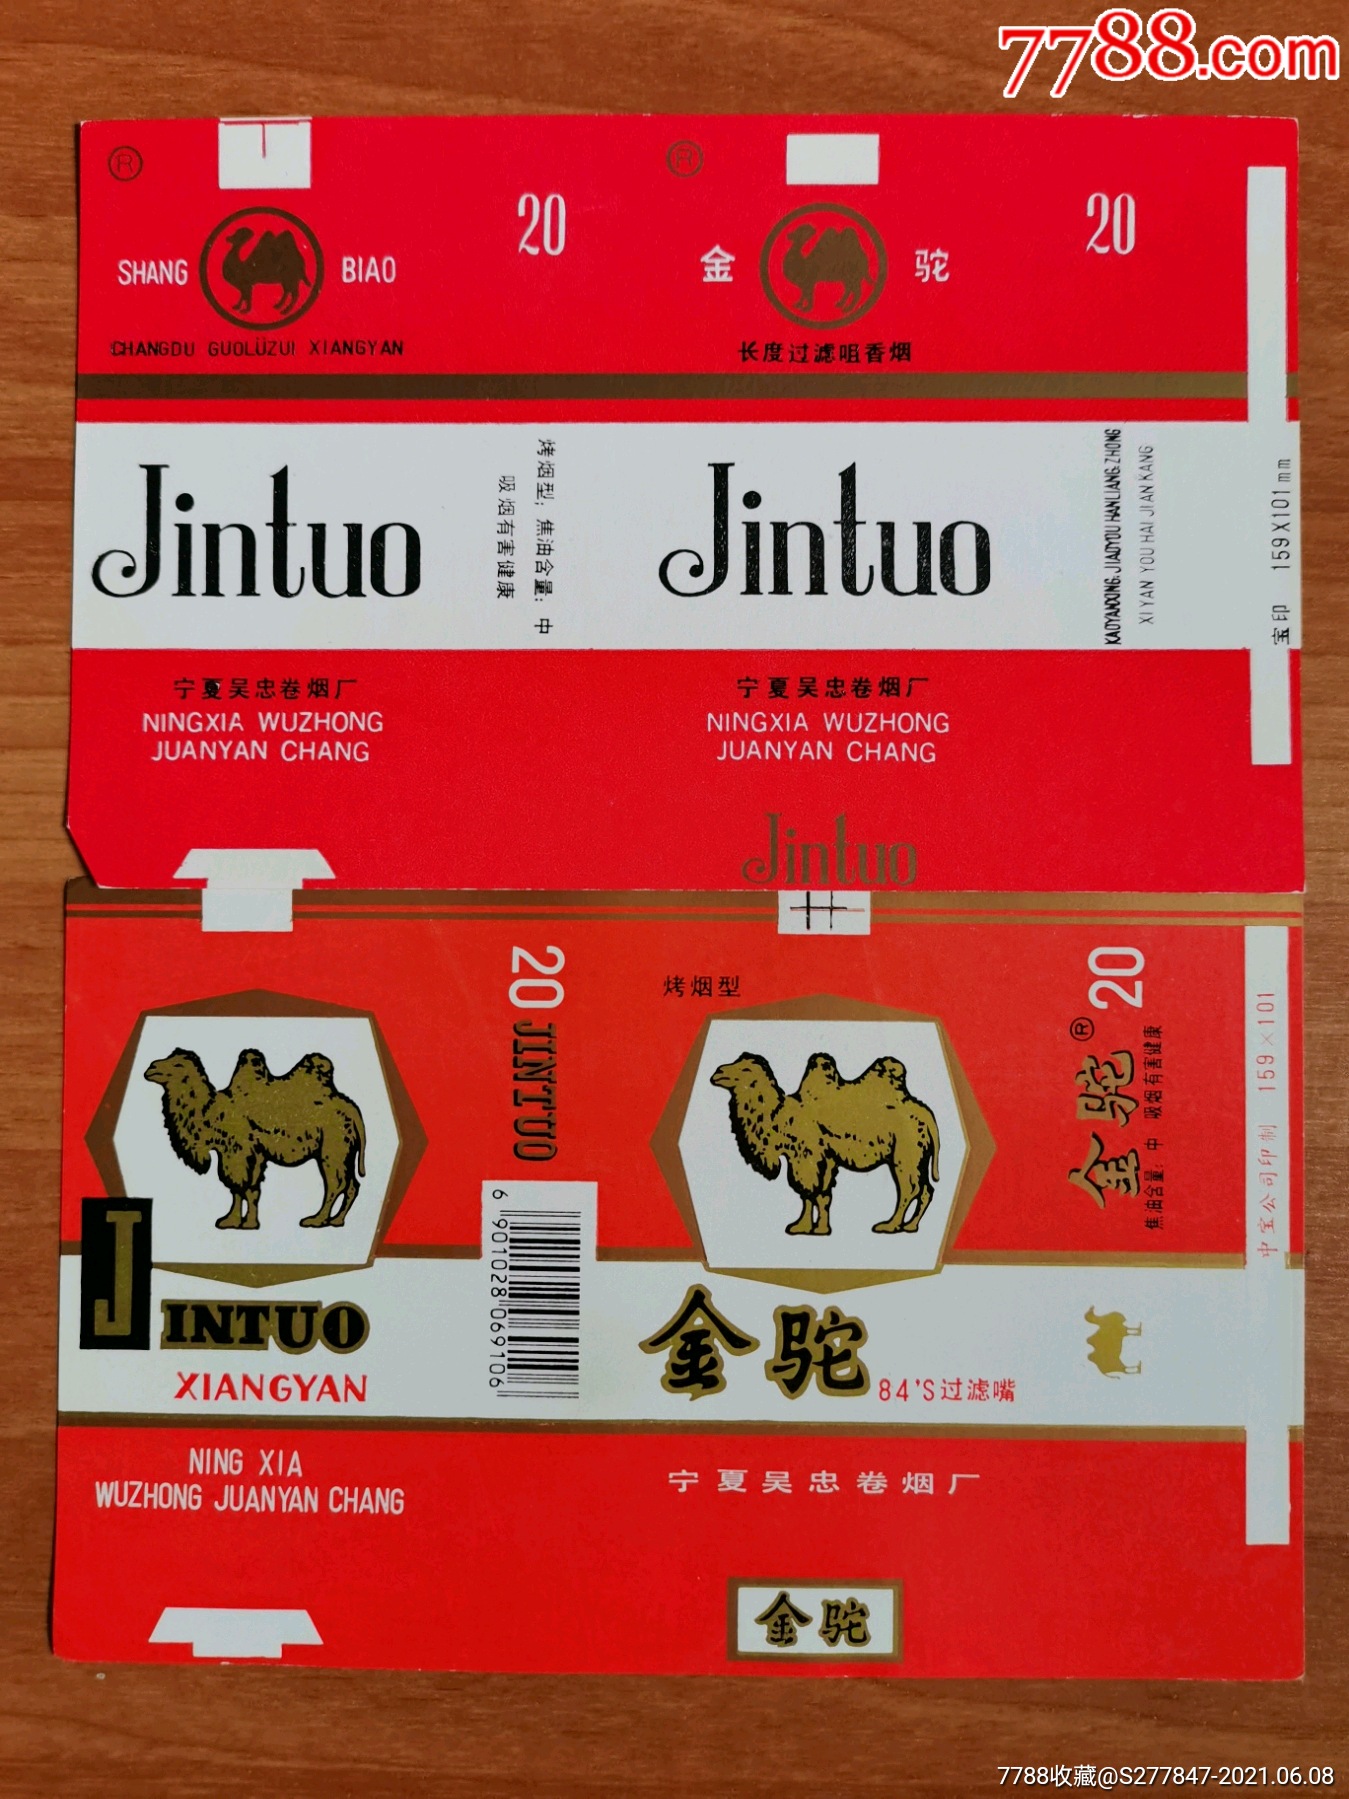 7788.com
®
®
20
20
SHANG BIAO
金 驼
CHANGDU GUOLÜZUI XIANGYAN
长度过滤咀香烟
Jintuo
烤烟型；焦油含量：中
吸烟有害健康
Jintuo
KAOYANXING;JIAOYOU HANLIANG:ZHONG
XI YAN YOU HAI JIAN KANG
宝印 159X101mm
宁夏吴忠卷烟厂
NINGXIA WUZHONG
JUANYAN CHANG
宁夏吴忠卷烟厂
NINGXIA WUZHONG
JUANYAN CHANG
Jintuo
20 JINTUO
烤烟型
金驼® 20
焦油含量：中 吸烟有害健康
中宝公司印制 159×101
JINTUO
XIANGYAN
6 901028 069106
金驼
84'S过滤嘴
NING XIA
WUZHONG JUANYAN CHANG
宁夏吴忠卷烟厂
金驼
7788收藏@S277847-2021.06.08